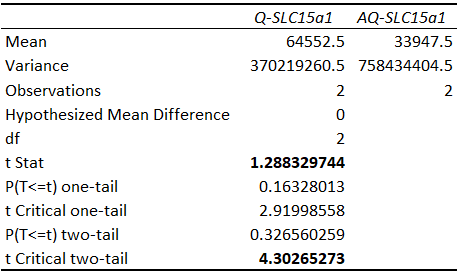 Q-SLC15a1 AQ-SLC15a1
Mean 64552.5 33947.5
Variance 370219260.5 758434404.5
Observations 2 2
Hypothesized Mean Difference 0
df 2
t Stat 1.288329744
P(T<=t) one-tail 0.16328013
t Critical one-tail 2.91998558
P(T<=t) two-tail 0.326560259
t Critical two-tail 4.30265273